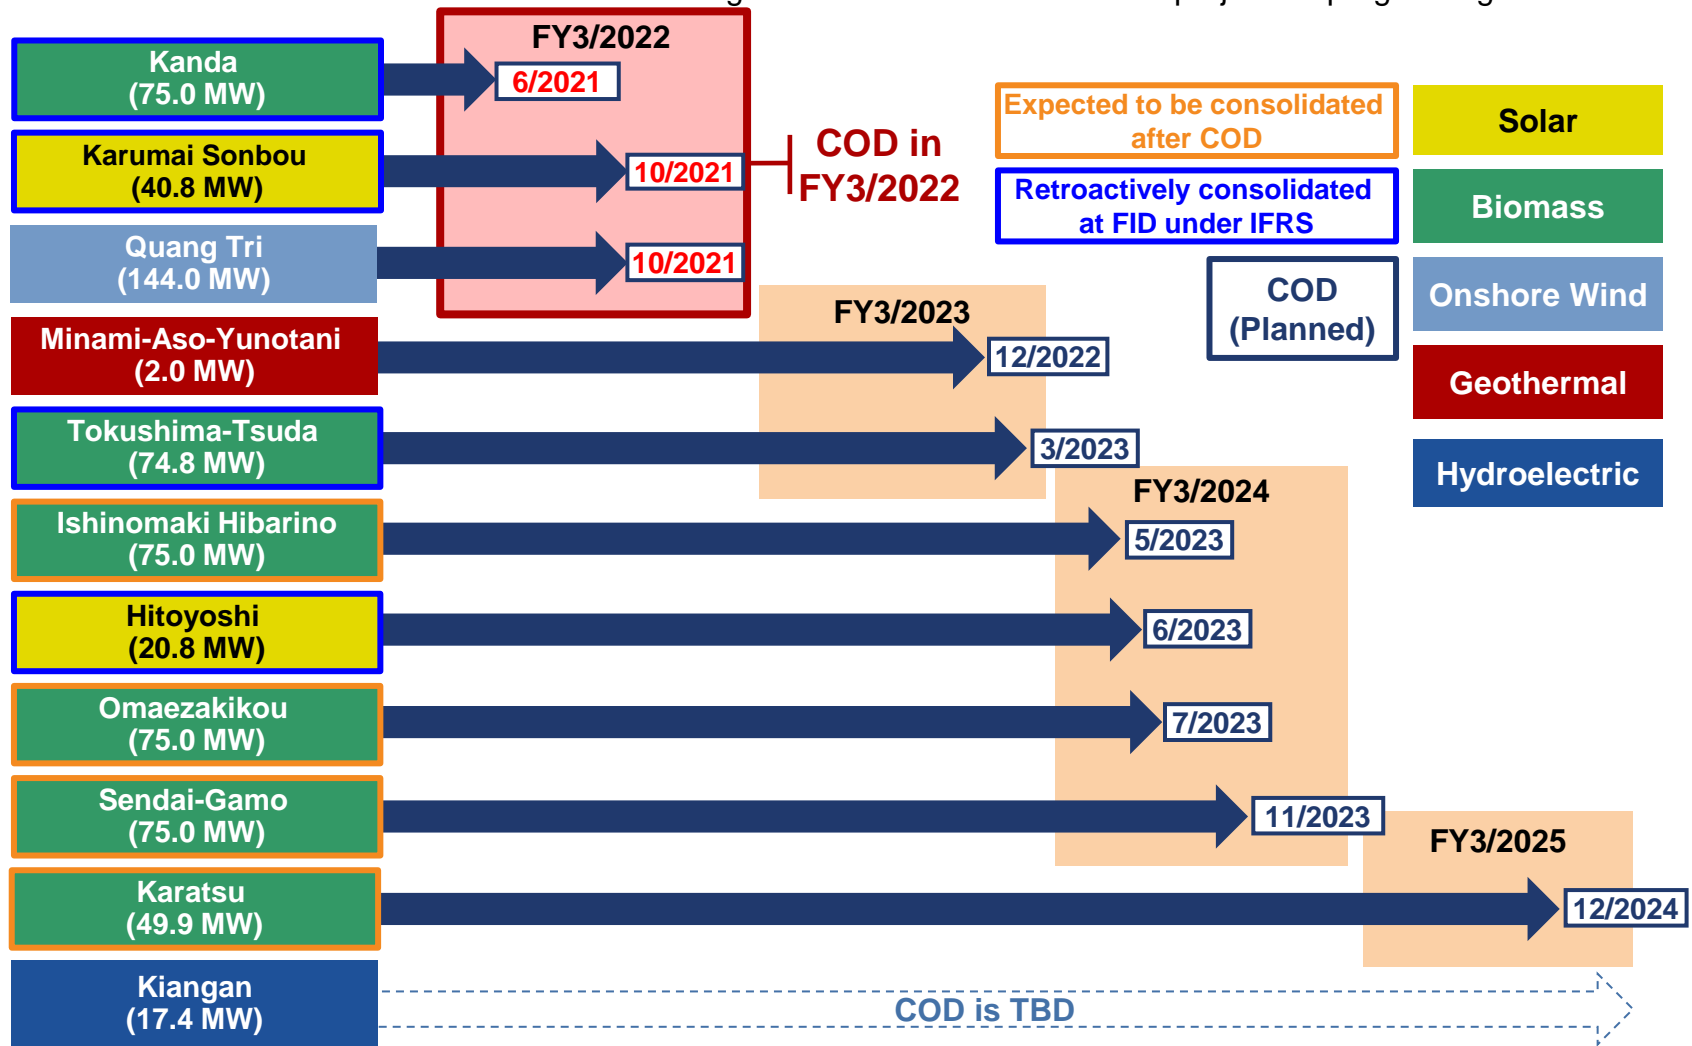 FY3/2022
Kanda
(75.0 MW)
6/2021
Karumai Sonbou
(40.8 MW)
10/2021
COD in
FY3/2022
Quang Tri
(144.0 MW)
10/2021
Expected to be consolidated
after COD
Solar
Retroactively consolidated
at FID under IFRS
Biomass
COD
(Planned)
Onshore Wind
Geothermal
Hydroelectric
FY3/2023
Minami-Aso-Yunotani
(2.0 MW)
12/2022
Tokushima-Tsuda
(74.8 MW)
3/2023
FY3/2024
Ishinomaki Hibarino
(75.0 MW)
5/2023
Hitoyoshi
(20.8 MW)
6/2023
Omaezakikou
(75.0 MW)
7/2023
Sendai-Gamo
(75.0 MW)
11/2023
FY3/2025
Karatsu
(49.9 MW)
12/2024
Kiangan
(17.4 MW)
COD is TBD